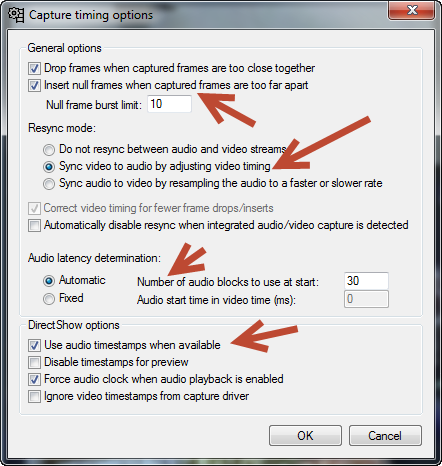 Capture timing options
General options
Drop frames when captured frames are too close together
Insert null frames when captured frames are too far apart
Null frame burst limit: 10
Resync mode:
Do not resync between audio and video streams
Sync video to audio by adjusting video timing
Sync audio to video by resampling the audio to a faster or slower rate
Correct video timing for fewer frame drops/inserts
Automatically disable resync when integrated audio/video capture is detected
Audio latency determination:
Automatic Number of audio blocks to use at start: 30
Fixed Audio start time in video time (ms): 0
DirectShow options
Use audio timestamps when available
Disable timestamps for preview
Force audio clock when audio playback is enabled
Ignore video timestamps from capture driver
OK Cancel